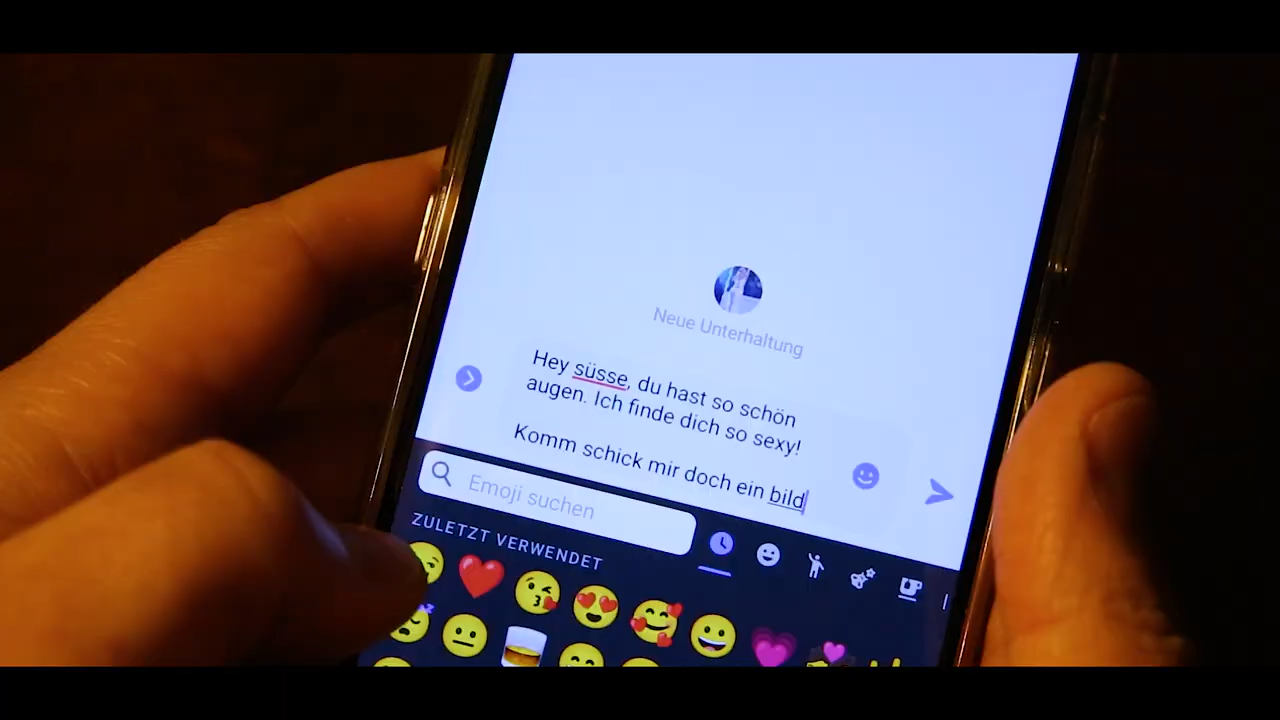 Neue Unterhaltung
Hey süsse, du hast so schön
augen. Ich finde dich so sexy!
Komm schick mir doch ein bild
Emoji suchen
ZULETZT VERWENDET